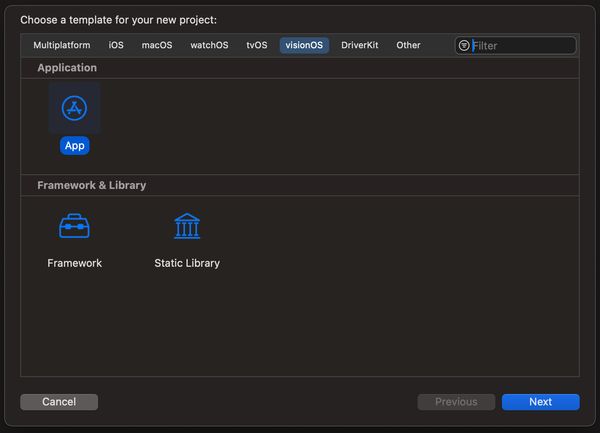 Choose a template for your new project:
Multiplatform iOS macOS watchOS tvOS visionOS DriverKit Other Filter
Application
App
Framework & Library
Framework Static Library
Cancel Previous Next